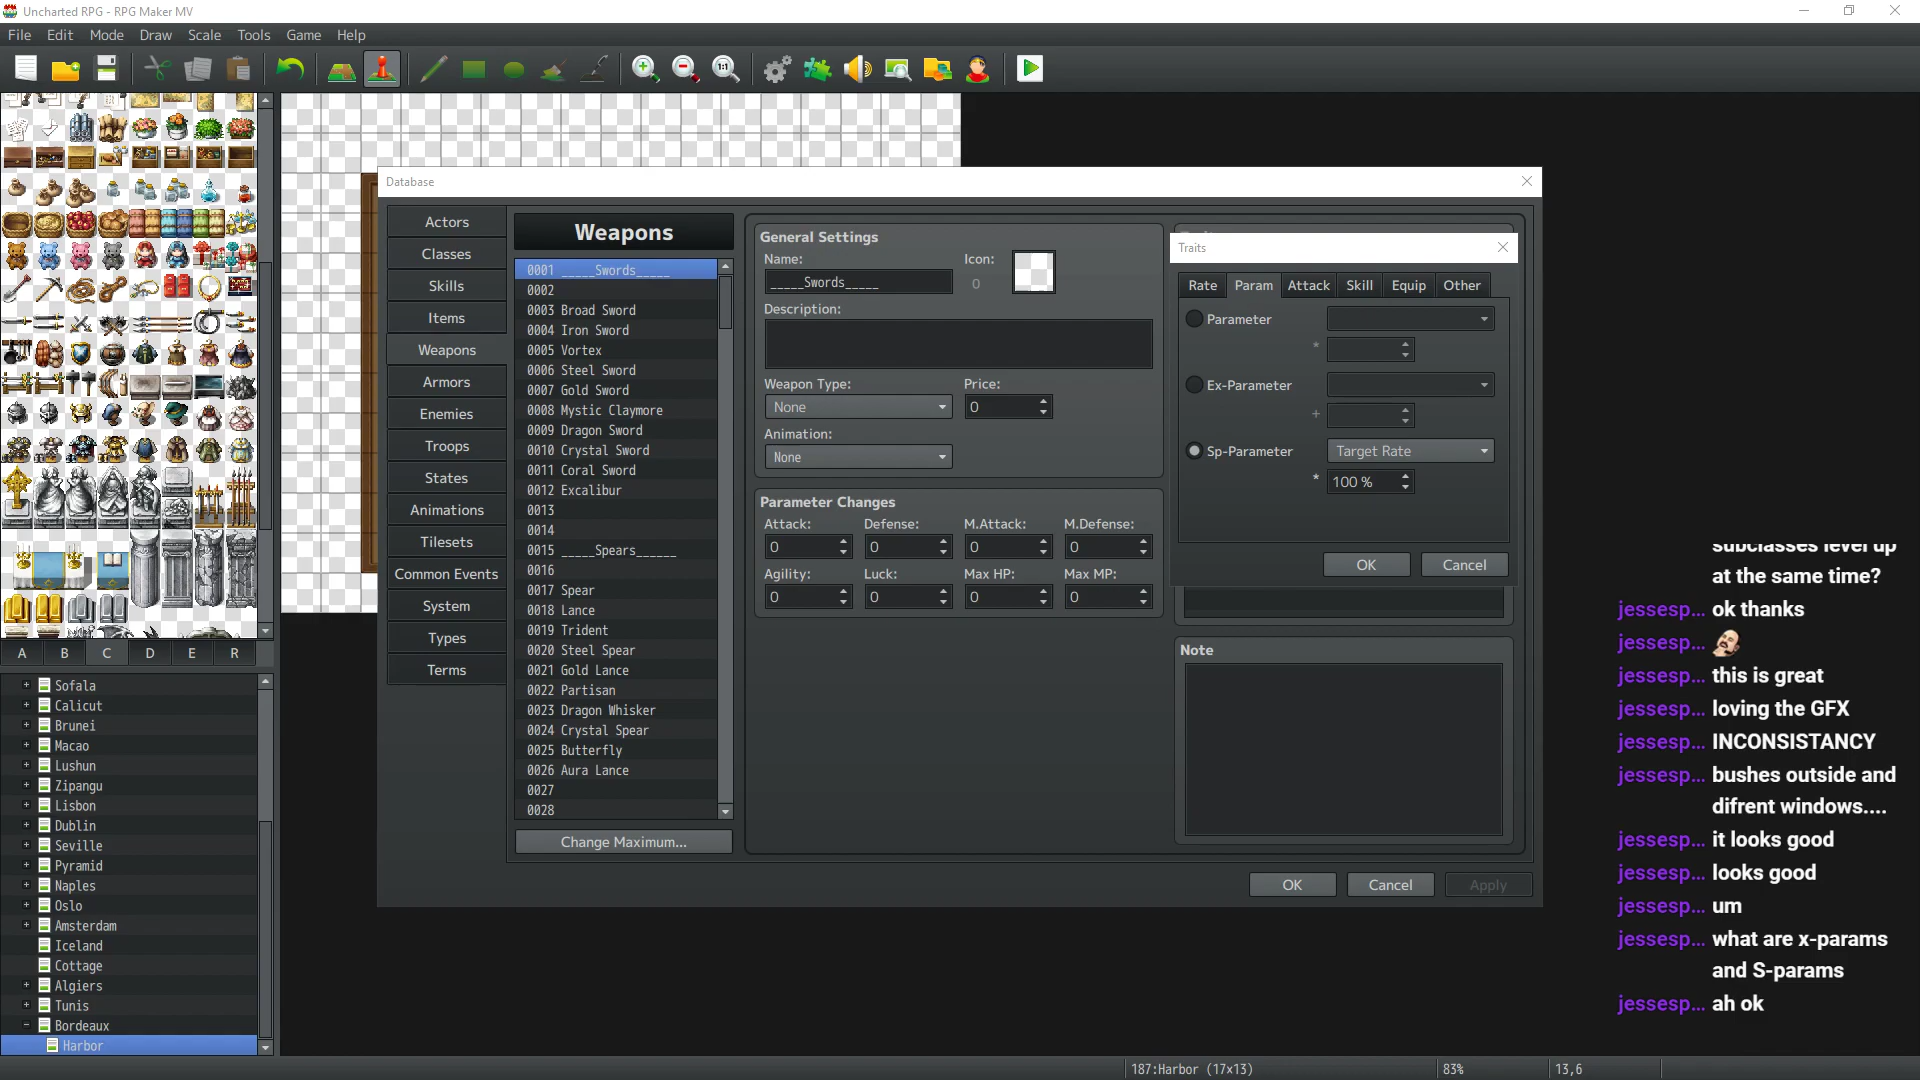 Uncharted RPG - RPG Maker MV
File Edit Mode Draw Scale Tools Game Help
Database
Actors
Classes
Skills
Items
Weapons
Armors
Enemies
Troops
States
Animations
Tilesets
Common Events
System
Types
Terms
Weapons
0001 _____Swords_____
0002
0003 Broad Sword
0004 Iron Sword
0005 Vortex
0006 Steel Sword
0007 Gold Sword
0008 Mystic Claymore
0009 Dragon Sword
0010 Crystal Sword
0011 Coral Sword
0012 Excalibur
0013
0014
0015 _____Spears______
0016
0017 Spear
0018 Lance
0019 Trident
0020 Steel Spear
0021 Gold Lance
0022 Partisan
0023 Dragon Whisker
0024 Crystal Spear
0025 Butterfly
0026 Aura Lance
0027
0028
Change Maximum...
General Settings
Name: Icon:
_____Swords_____ 0
Description:
Weapon Type: Price:
None 0
Animation:
None
Parameter Changes
Attack: Defense: M.Attack: M.Defense:
0 0 0 0
Agility: Luck: Max HP: Max MP:
0 0 0 0
Traits
Rate Param Attack Skill Equip Other
Parameter
*
Ex-Parameter
+
Sp-Parameter Target Rate
* 100 %
OK Cancel
Note
OK Cancel Apply
A B C D E R
Sofala
Calicut
Brunei
Macao
Lushun
Zipangu
Lisbon
Dublin
Seville
Pyramid
Naples
Oslo
Amsterdam
Iceland
Cottage
Algiers
Tunis
Bordeaux
Harbor
subclasses level up
at the same time?
jessesp... ok thanks
jessesp...
jessesp... this is great
jessesp... loving the GFX
jessesp... INCONSISTANCY
jessesp... bushes outside and
difrent windows....
jessesp... it looks good
jessesp... looks good
jessesp... um
jessesp... what are x-params
and S-params
jessesp... ah ok
187:Harbor (17x13) 83% 13,6